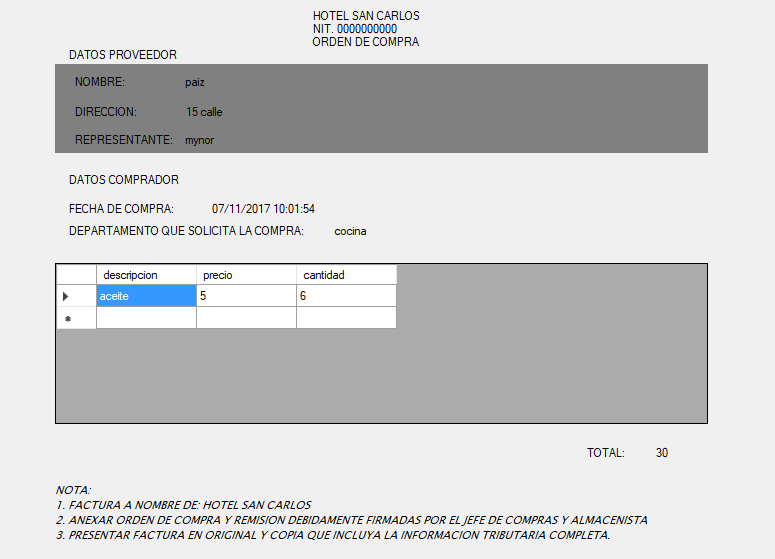 HOTEL SAN CARLOS
NIT. 0000000000
ORDEN DE COMPRA
DATOS PROVEEDOR
NOMBRE: paiz
DIRECCION: 15 calle
REPRESENTANTE: mynor
DATOS COMPRADOR
FECHA DE COMPRA: 07/11/2017 10:01:54
DEPARTAMENTO QUE SOLICITA LA COMPRA: cocina
descripcion precio cantidad
aceite 5 6
TOTAL: 30
NOTA:
1. FACTURA A NOMBRE DE: HOTEL SAN CARLOS
2. ANEXAR ORDEN DE COMPRA Y REMISION DEBIDAMENTE FIRMADAS POR EL JEFE DE COMPRAS Y ALMACENISTA
3. PRESENTAR FACTURA EN ORIGINAL Y COPIA QUE INCLUYA LA INFORMACION TRIBUTARIA COMPLETA.